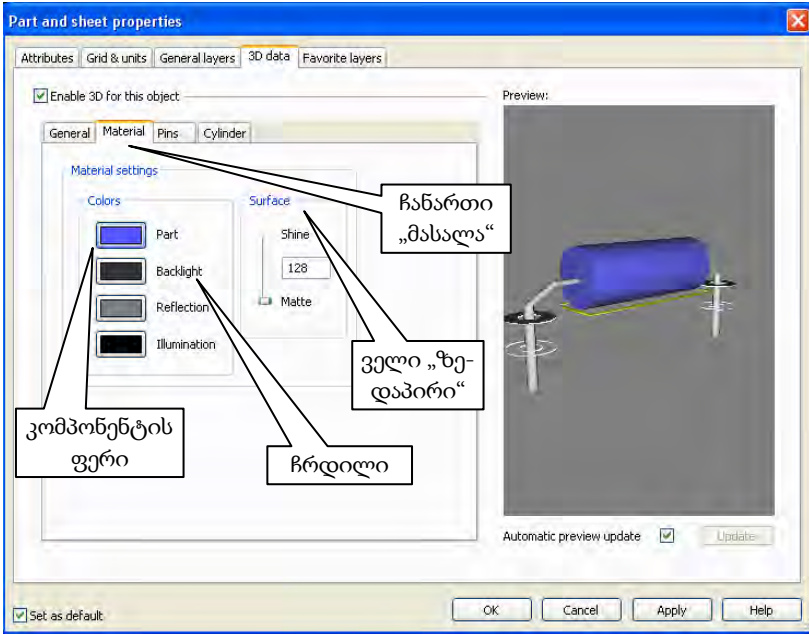 Part and sheet properties
Attributes Grid & units General layers 3D data Favorite layers
Enable 3D for this object
Preview:
General Material Pins Cylinder
Material settings
Colors
Surface
Part
Backlight
Reflection
Illumination
Shine
128
Matte
ჩანართი
„მასალა“
ველი „ზე-
დაპირი“
კომპონენტის
ფერი
ჩრდილი
Automatic preview update
Update
Set as default
OK Cancel Apply Help